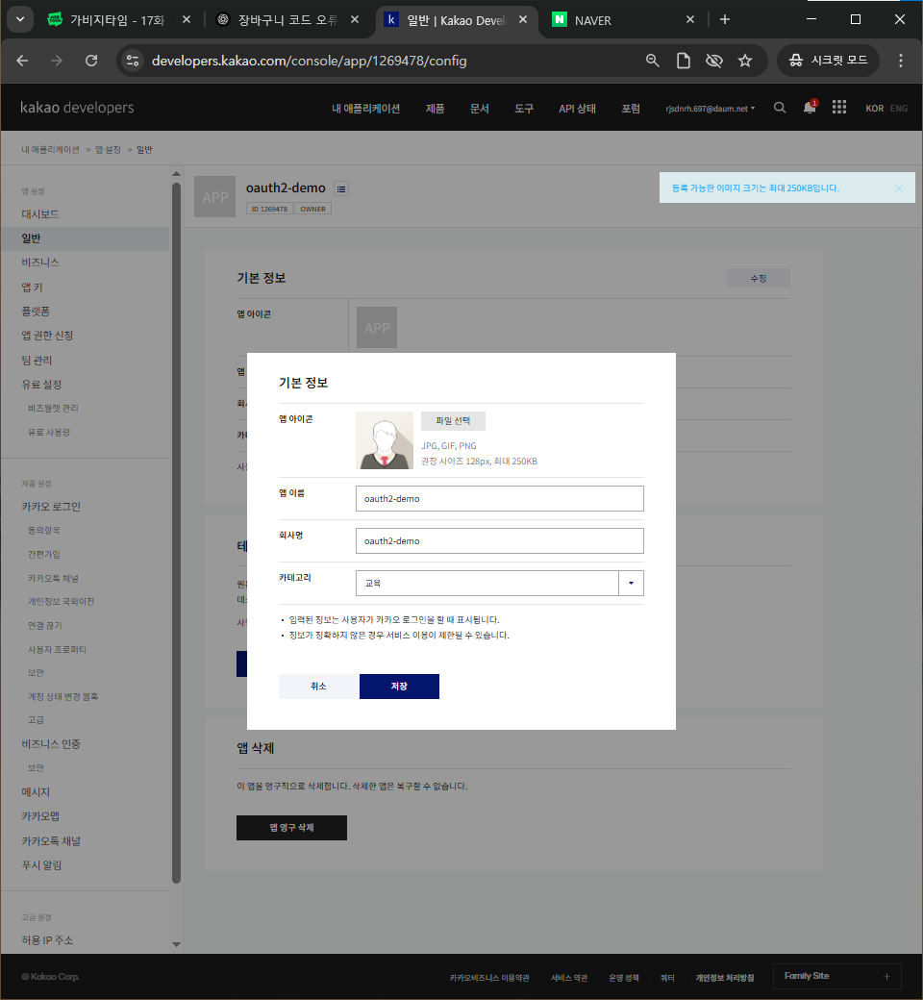 가비지타임 - 17화
장바구니 코드 오류
일반 | Kakao Devel
NAVER
developers.kakao.com/console/app/1269478/config
시크릿 모드
kakao developers
내 애플리케이션 제품 문서 도구 API 상태 포럼 rjsdnrh.697@daum.net 1 KOR ENG
내 애플리케이션 > 앱 설정 > 일반
앱 설정
대시보드
일반
비즈니스
앱 키
플랫폼
앱 권한 신청
팀 관리
유료 설정
비즈월렛 관리
유료 사용량
제품 설정
카카오 로그인
동의항목
간편가입
카카오톡 채널
개인정보 국외이전
연결 끊기
사용자 프로퍼티
보안
계정 상태 변경 웹훅
고급
비즈니스 인증
보안
메시지
카카오맵
카카오톡 채널
푸시 알림
고급 설정
허용 IP 주소
APP
oauth2-demo
ID 1269478 OWNER
등록 가능한 이미지 크기는 최대 250KB입니다.
기본 정보
수정
앱 아이콘
APP
앱
회사
카테
사용
기본 정보
앱 아이콘
파일 선택
JPG, GIF, PNG
권장 사이즈 128px, 최대 250KB
앱 이름
oauth2-demo
회사명
oauth2-demo
카테고리
교육
• 입력된 정보는 사용자가 카카오 로그인을 할 때 표시됩니다.
• 정보가 정확하지 않은 경우 서비스 이용이 제한될 수 있습니다.
취소
저장
앱 삭제
이 앱을 영구적으로 삭제합니다. 삭제한 앱은 복구할 수 없습니다.
앱 영구 삭제
© Kakao Corp.
카카오비즈니스 이용약관 서비스 약관 운영 정책 쿼터 개인정보 처리방침
Family Site